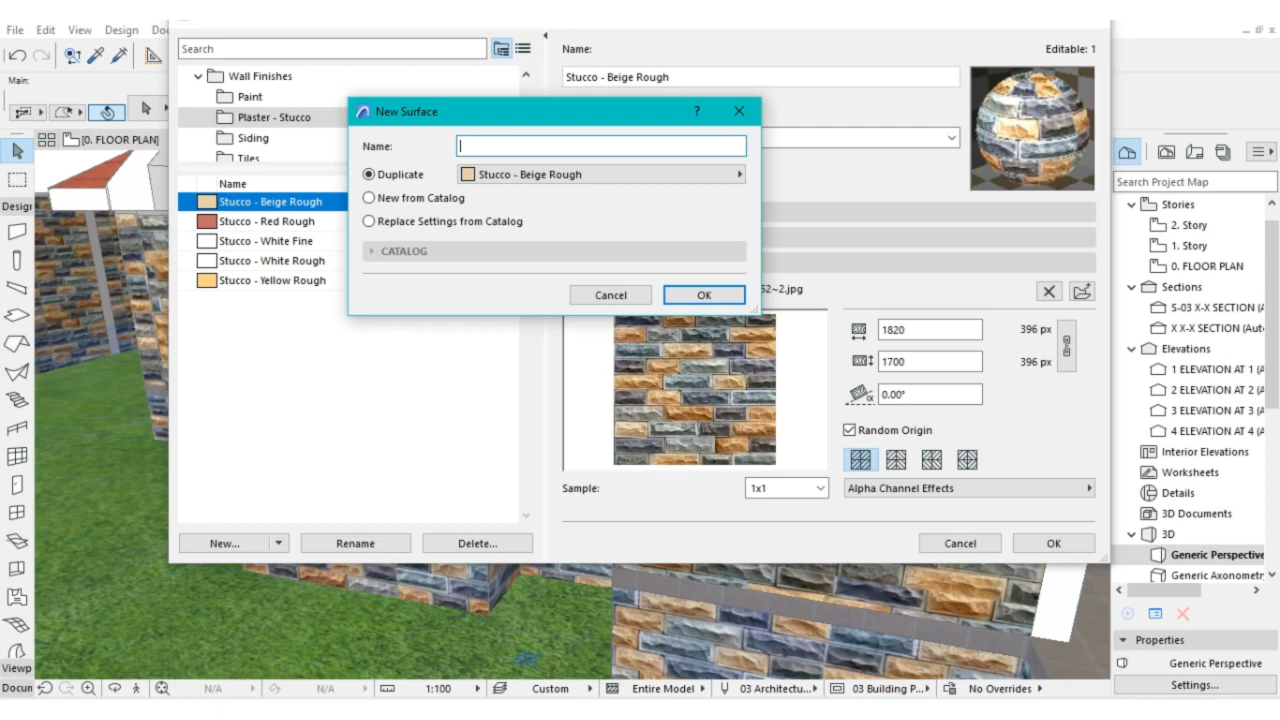 File Edit View Design
Main:
[0. FLOOR PLAN]
Viewp
Docun
Search
Wall Finishes
Paint
Plaster - Stucco
Siding
Tiles
Name
Stucco - Beige Rough
Stucco - Red Rough
Stucco - White Fine
Stucco - White Rough
Stucco - Yellow Rough
New...
Rename
Delete...
Name:
Editable: 1
Stucco - Beige Rough
New Surface
?
Name:
Duplicate
Stucco - Beige Rough
New from Catalog
Replace Settings from Catalog
CATALOG
Cancel
OK
52~2.jpg
1820
396 px
1700
396 px
α
0.00°
Random Origin
Sample:
1x1
Alpha Channel Effects
Cancel
OK
Search Project Map
Stories
2. Story
1. Story
0. FLOOR PLAN
Sections
S-03 X-X SECTION (A
X X-X SECTION (Auto
Elevations
1 ELEVATION AT 1 (A
2 ELEVATION AT 2 (A
3 ELEVATION AT 3 (A
4 ELEVATION AT 4 (A
Interior Elevations
Worksheets
Details
3D Documents
3D
Generic Perspective
Generic Axonometr
Properties
Generic Perspective
Settings...
N/A
N/A
1:100
Custom
Entire Model
03 Architectu...
03 Building P...
No Overrides